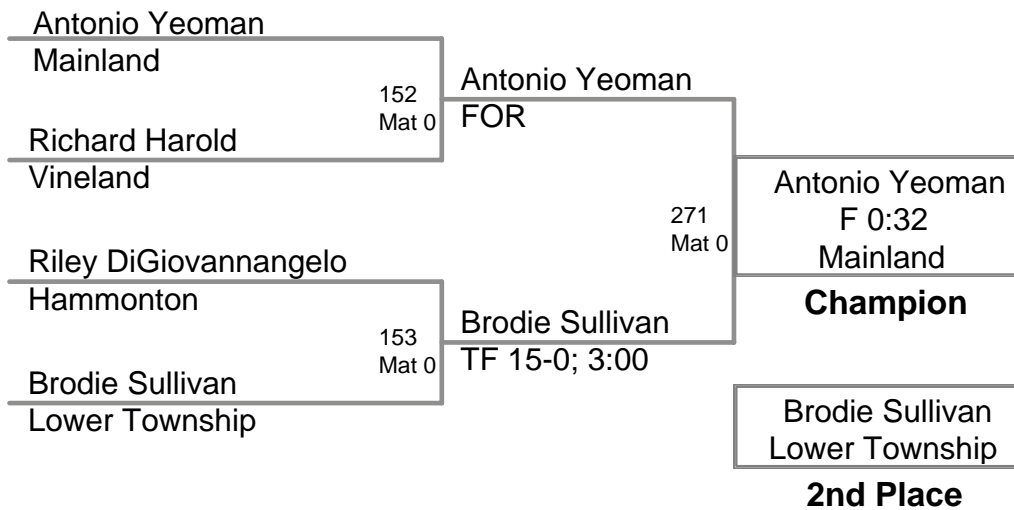 Antonio Yeoman
Mainland
152
Mat 0
Richard Harold
Vineland
Antonio Yeoman
FOR
Riley DiGiovannangelo
Hammonton
153
Mat 0
Brodie Sullivan
Lower Township
Brodie Sullivan
TF 15-0; 3:00
271
Mat 0
Antonio Yeoman
F 0:32
Mainland
Champion
Brodie Sullivan
Lower Township
2nd Place